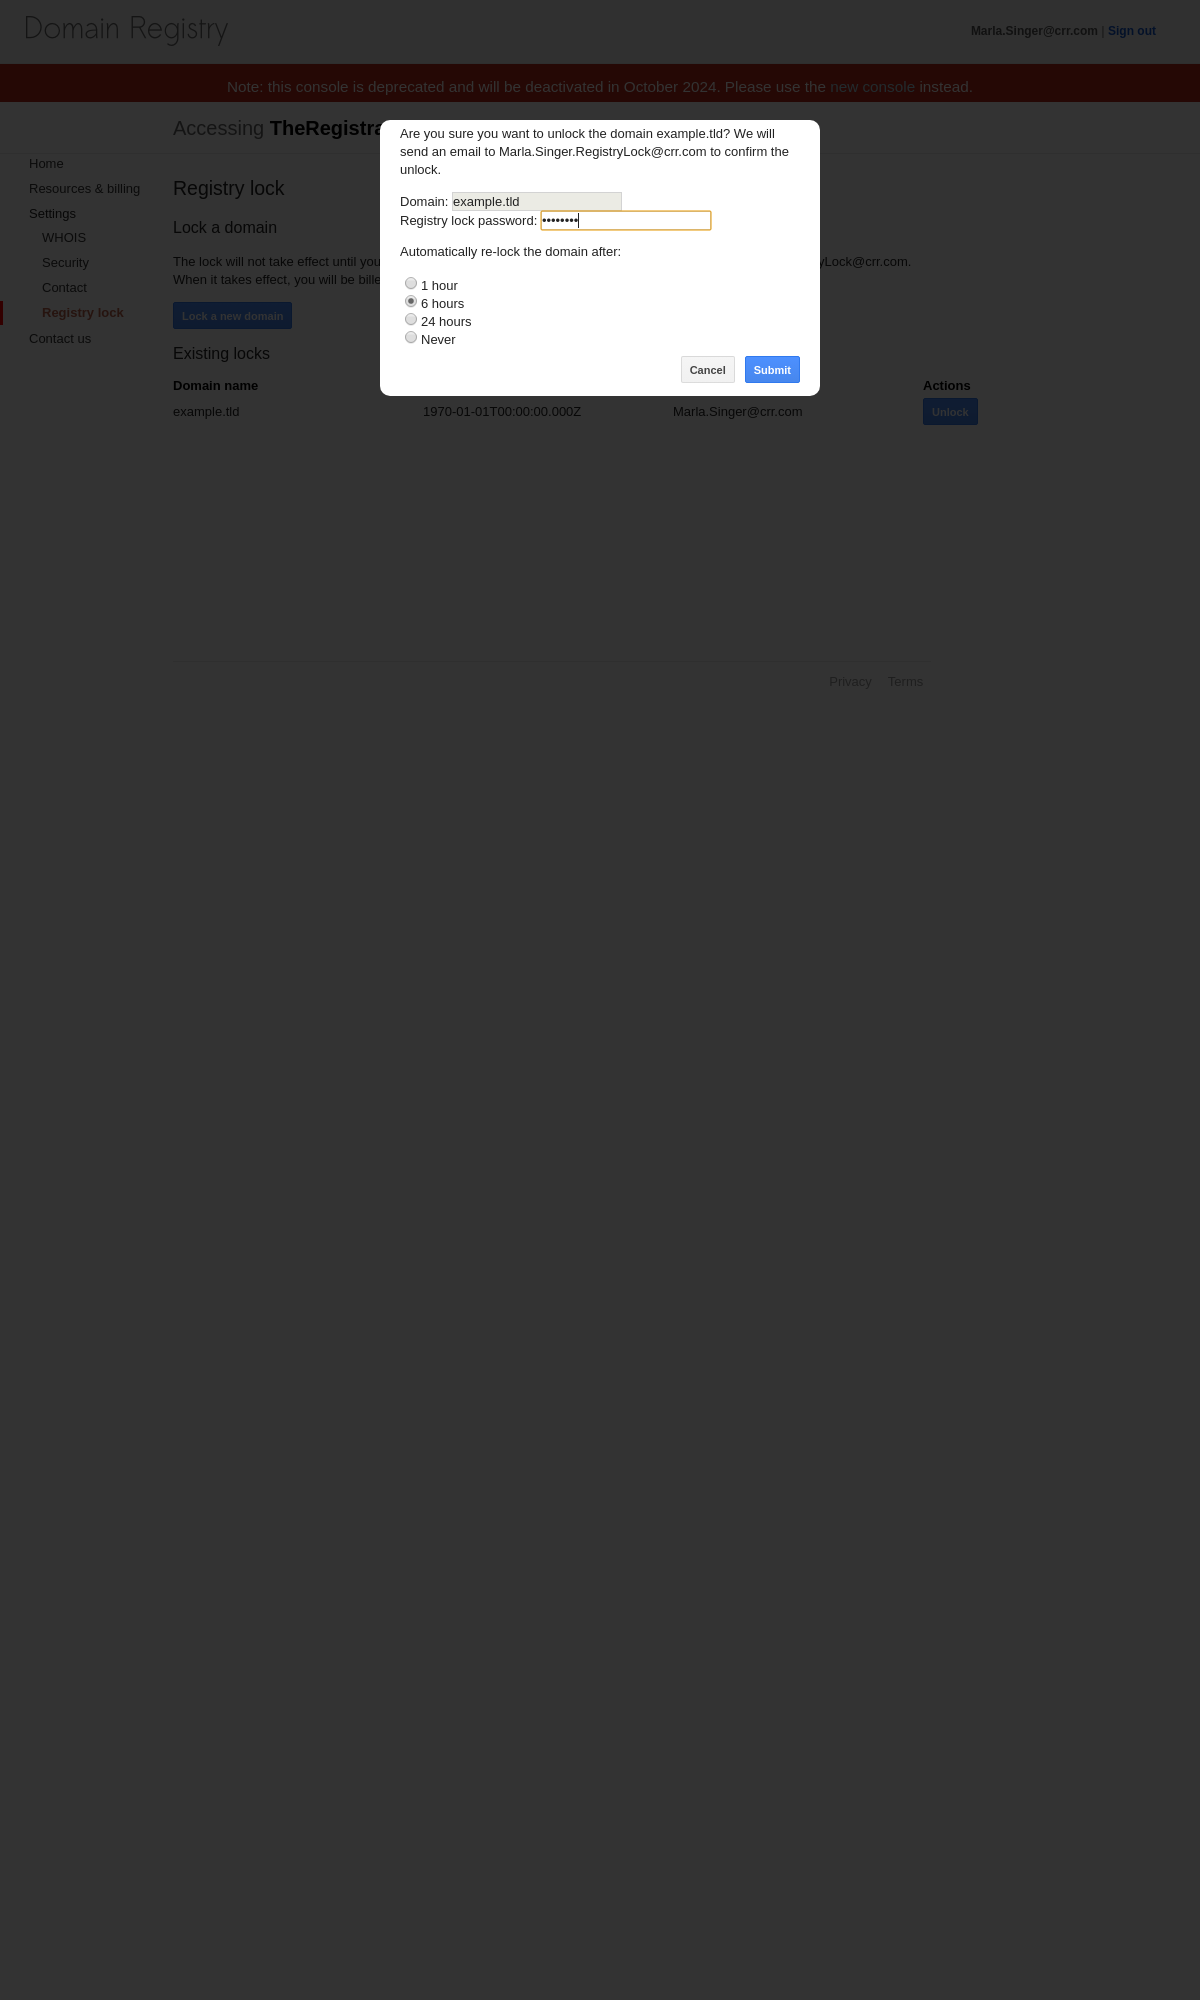 Domain Registry
Marla.Singer@crr.com | Sign out
Note: this console is deprecated and will be deactivated in October 2024. Please use the new console instead.
Accessing TheRegistra
Home
Resources & billing
Settings
WHOIS
Security
Contact
Registry lock
Contact us
Registry lock
Lock a domain
The lock will not take effect until you
yLock@crr.com.
When it takes effect, you will be bille
Lock a new domain
Existing locks
Domain name
Actions
example.tld
1970-01-01T00:00:00.000Z
Marla.Singer@crr.com
Unlock
Are you sure you want to unlock the domain example.tld? We will
send an email to Marla.Singer.RegistryLock@crr.com to confirm the
unlock.
Domain: example.tld
Registry lock password: ••••••••
Automatically re-lock the domain after:
1 hour
6 hours
24 hours
Never
Cancel
Submit
Privacy
Terms